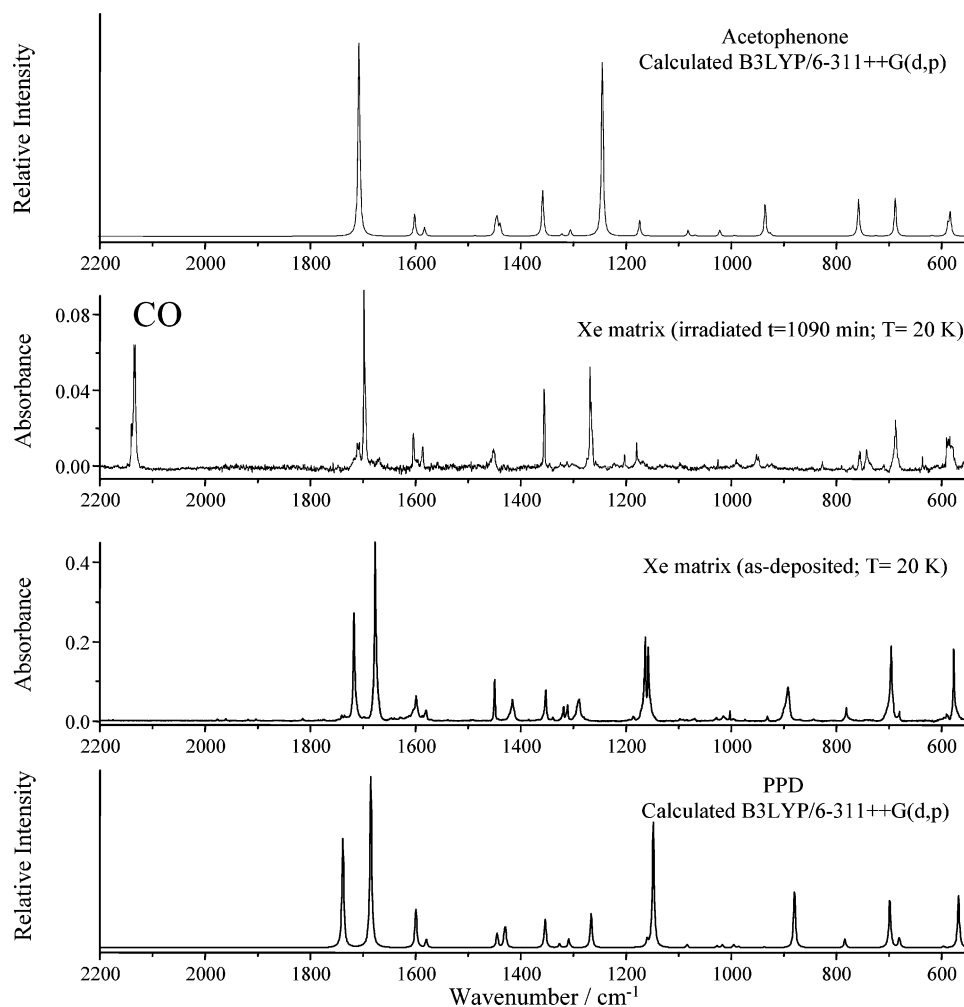 Relative Intensity
Acetophenone
Calculated B3LYP/6-311++G(d,p)
2200 2000 1800 1600 1400 1200 1000 800 600
Absorbance
0.08
0.04
0.00
CO
Xe matrix (irradiated t=1090 min; T= 20 K)
2200 2000 1800 1600 1400 1200 1000 800 600
Absorbance
0.4
0.2
0.0
Xe matrix (as-deposited; T= 20 K)
2200 2000 1800 1600 1400 1200 1000 800 600
Relative Intensity
PPD
Calculated B3LYP/6-311++G(d,p)
2200 2000 1800 1600 1400 1200 1000 800 600
Wavenumber / cm-1